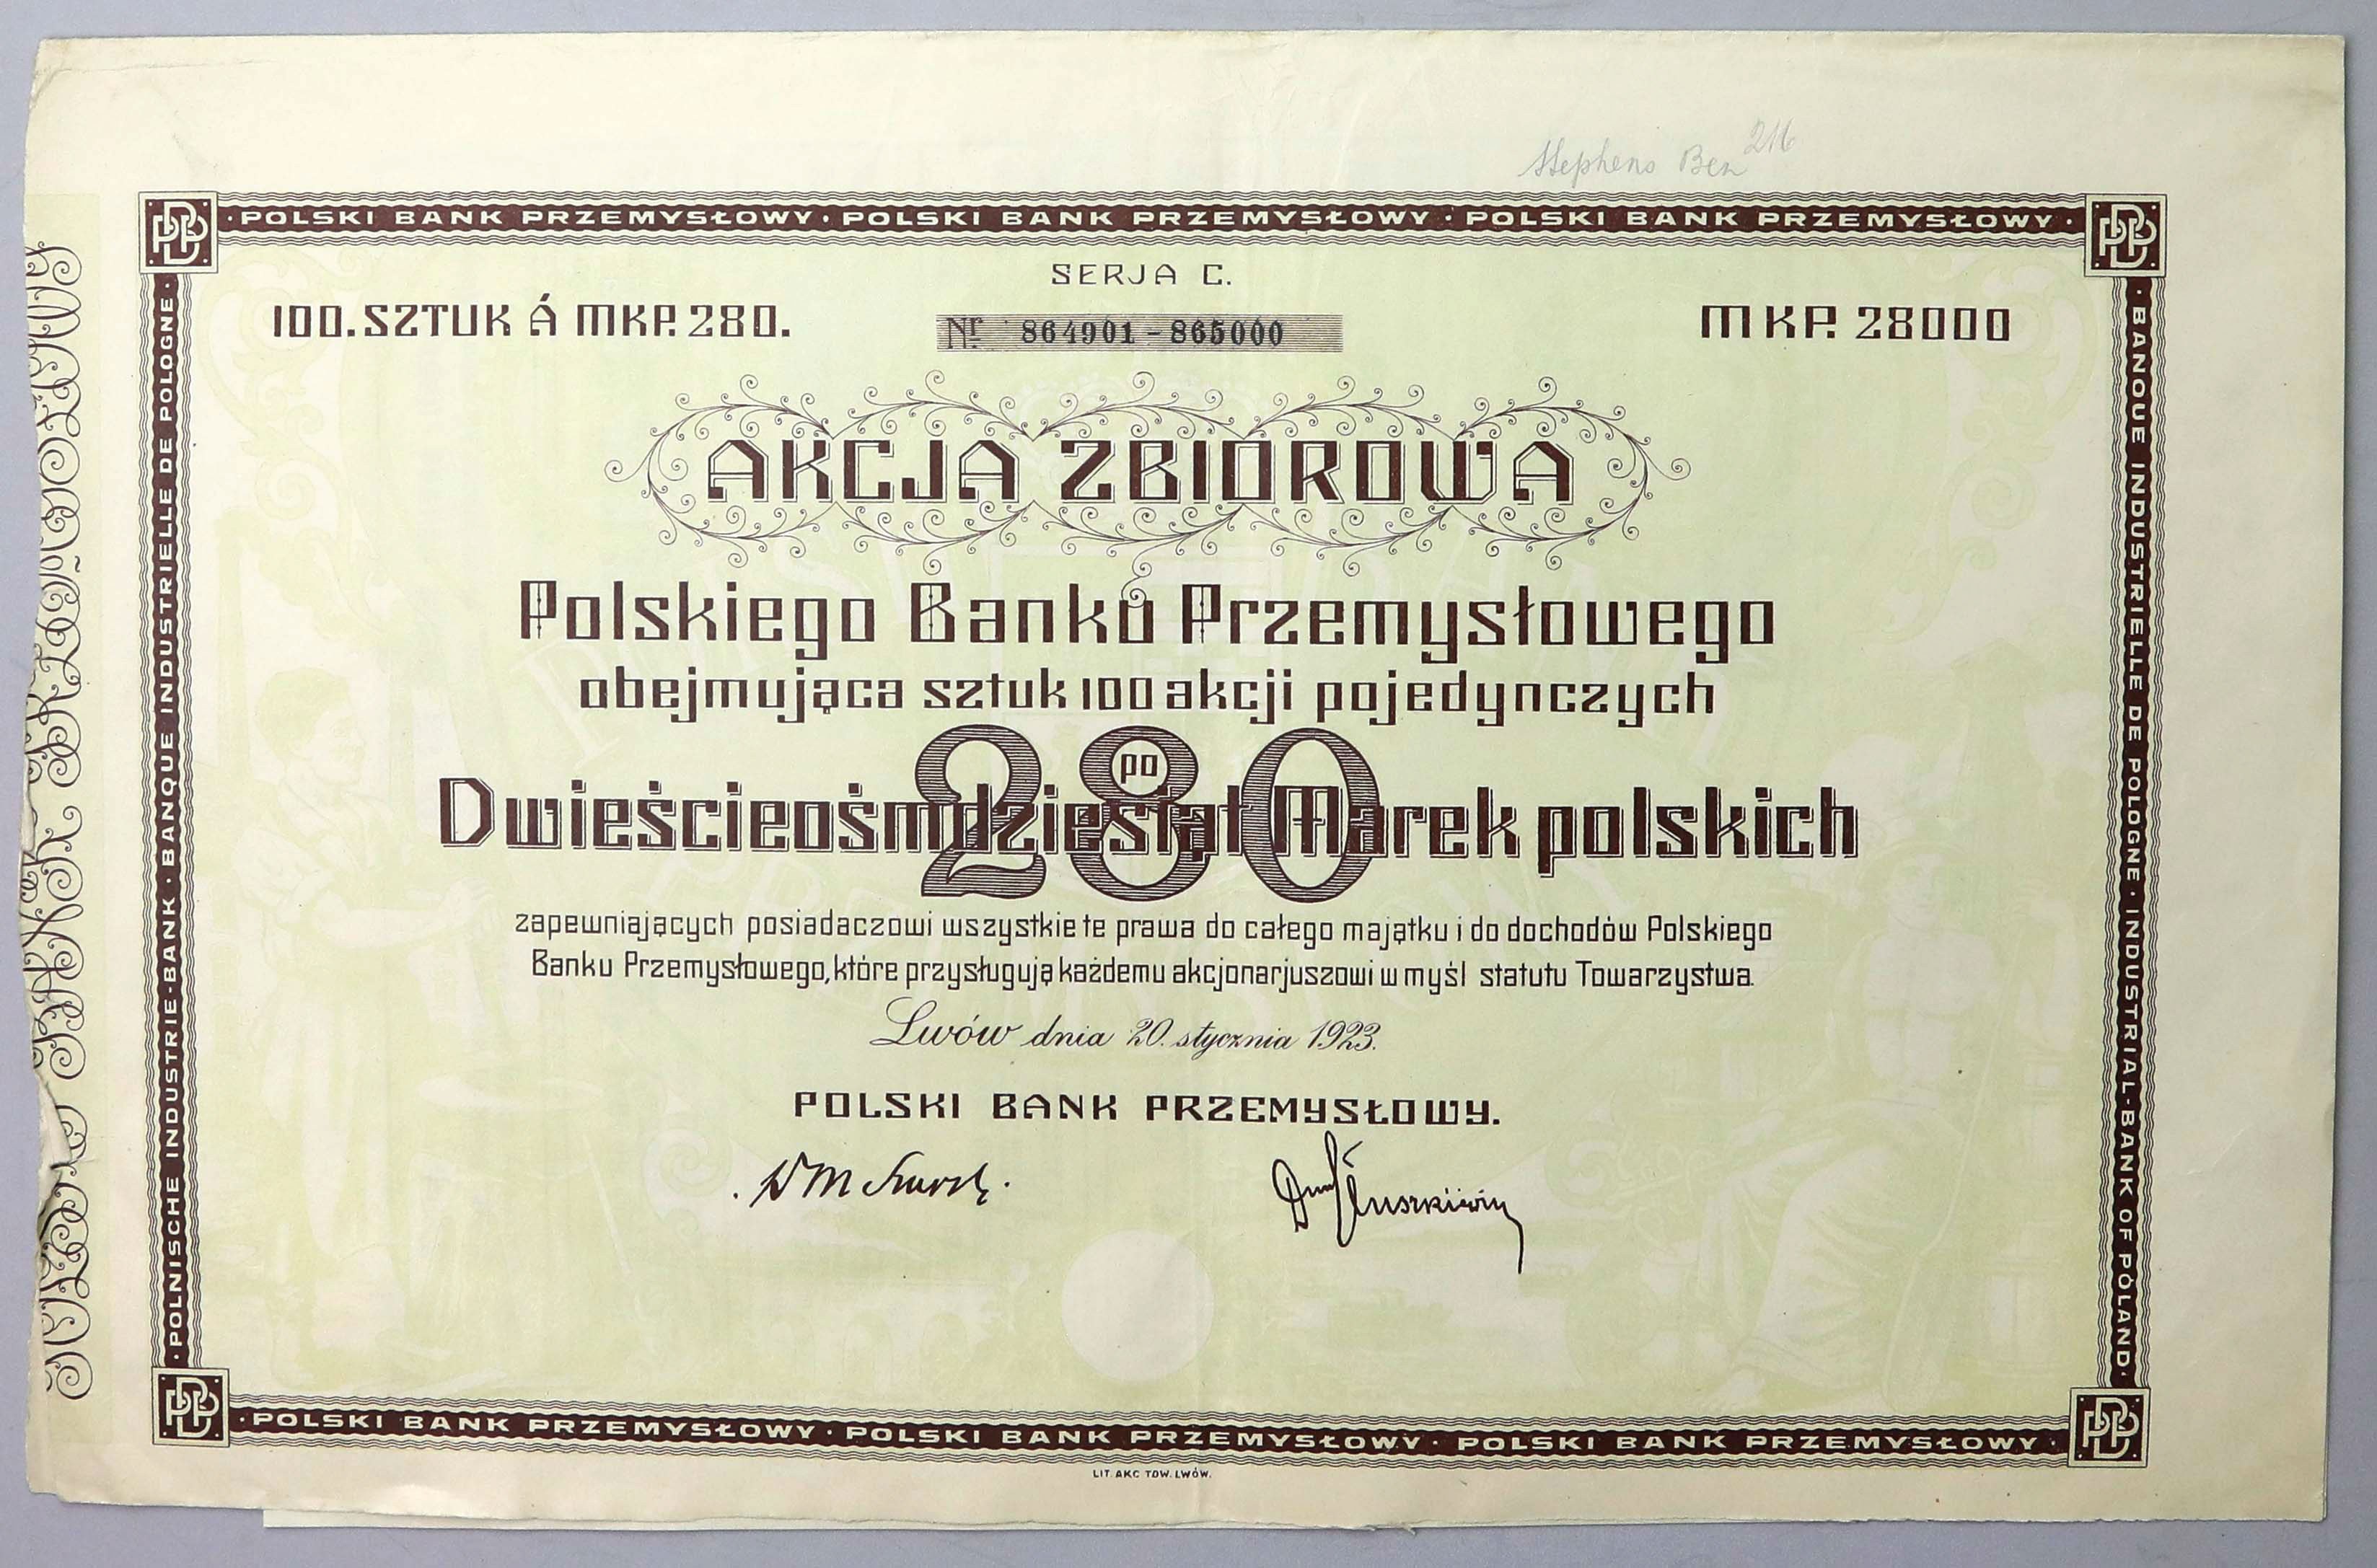 Stephens Ben 216
· POLSKI BANK PRZEMYSŁOWY · POLSKI BANK PRZEMYSŁOWY · POLSKI BANK PRZEMYSŁOWY ·
SERJA C.
100. SZTUK Á MKP. 280.
Nr. 864901 - 865000
MKP. 28000
AKCJA ZBIOROWA
Polskiego Banku Przemysłowego
obejmująca sztuk 100 akcji pojedynczych
280
po
Dwieścieośmdziesiąt Marek polskich
zapewniających posiadaczowi wszystkie te prawa do całego majątku i do dochodów Polskiego
Banku Przemysłowego, które przysługują każdemu akcjonarjuszowi w myśl statutu Towarzystwa.
Lwów dnia 20. stycznia 1923.
POLSKI BANK PRZEMYSŁOWY.
· POLNISCHE INDUSTRIE-BANK · BANQUE INDUSTRIELLE DE POLOGNE ·
· BANQUE INDUSTRIELLE DE POLOGNE · INDUSTRIAL-BANK OF POLAND ·
· POLSKI BANK PRZEMYSŁOWY · POLSKI BANK PRZEMYSŁOWY · POLSKI BANK PRZEMYSŁOWY ·
LIT. AKC. TOW. LWÓW.